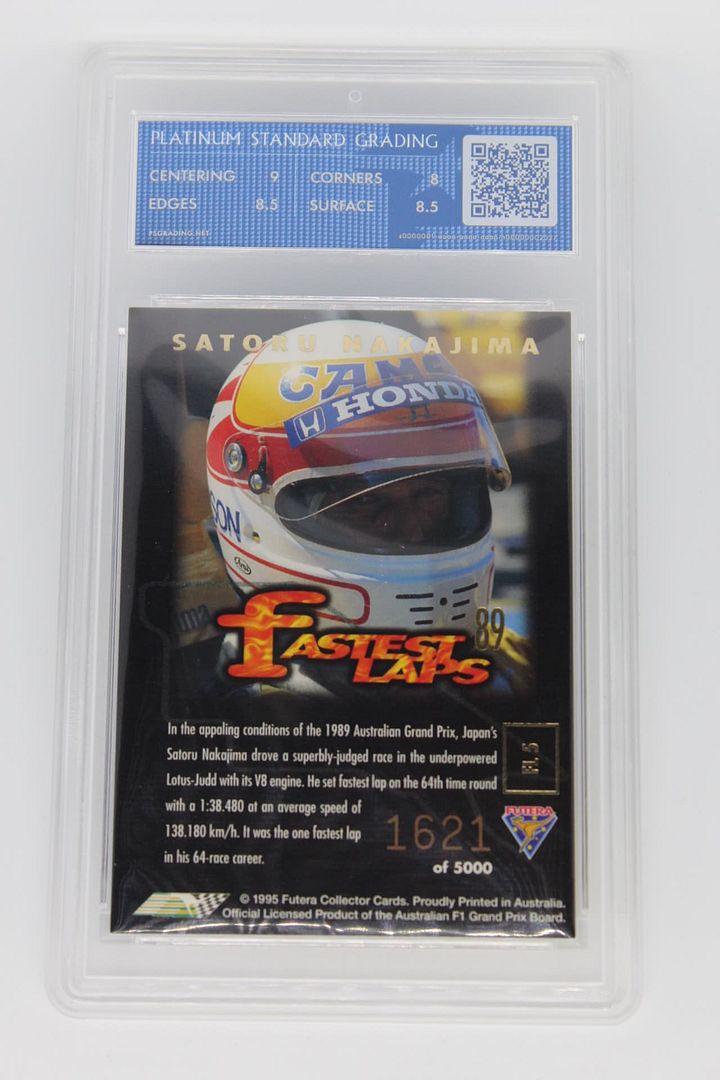 PLATINUM STANDARD GRADING
CENTERING 9 CORNERS 8
EDGES 8.5 SURFACE 8.5
PSGRADING.NET
SATORU NAKAJIMA
CAM
HONDA
SON
Arai
FASTEST 89
LAPS
In the appaling conditions of the 1989 Australian Grand Prix, Japan's
Satoru Nakajima drove a superbly-judged race in the underpowered
Lotus-Judd with its V8 engine. He set fastest lap on the 64th time round
with a 1:38.480 at an average speed of
138.180 km/h. It was the one fastest lap
in his 64-race career.
FL 5
FUTERA
1621
of 5000
© 1995 Futera Collector Cards. Proudly Printed in Australia.
Official Licensed Product of the Australian F1 Grand Prix Board.